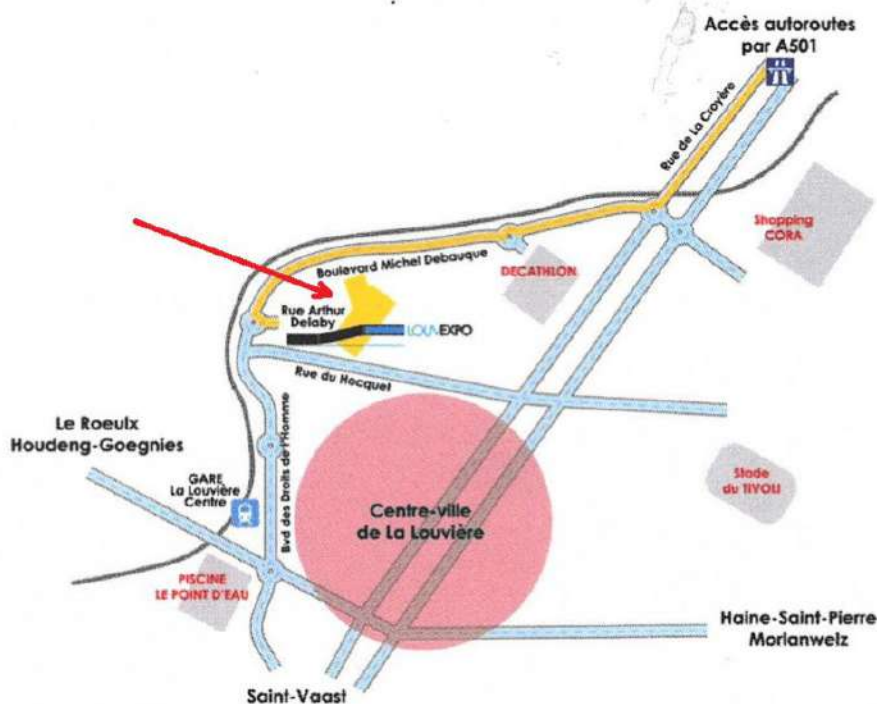 Accès autoroutes
par A501
Rue de La Croyère
Shopping
CORA
Boulevard Michel Debauque
DECATHLON
Rue Arthur
Delaby
LOUVEXPO
Rue du Hocquet
Le Roeulx
Houdeng-Goegnies
Bvd des Droits de l'Homme
GARE
La Louvière
Centre
Centre-ville
de La Louvière
Stade
du TIVOLI
PISCINE
LE POINT D'EAU
Haine-Saint-Pierre
Morlanwelz
Saint-Vaast